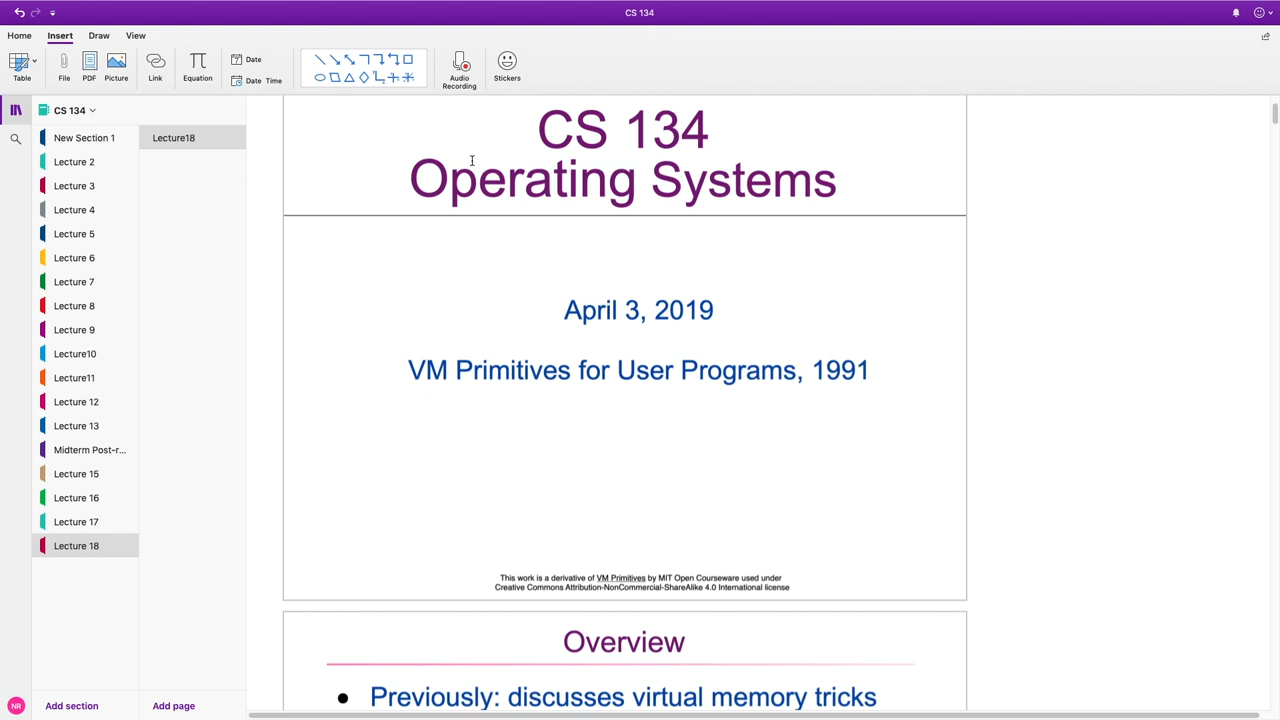 CS 134
Home Insert Draw View
Table
File
PDF
Picture
Link
Equation
Date
Date Time
Audio
Recording
Stickers
CS 134
New Section 1
Lecture 2
Lecture 3
Lecture 4
Lecture 5
Lecture 6
Lecture 7
Lecture 8
Lecture 9
Lecture10
Lecture11
Lecture 12
Lecture 13
Midterm Post-r...
Lecture 15
Lecture 16
Lecture 17
Lecture 18
Add section
NR
Lecture18
Add page
CS 134
Operating Systems
April 3, 2019
VM Primitives for User Programs, 1991
This work is a derivative of VM Primitives by MIT Open Courseware used under
Creative Commons Attribution-NonCommercial-ShareAlike 4.0 International license
Overview
● Previously: discusses virtual memory tricks